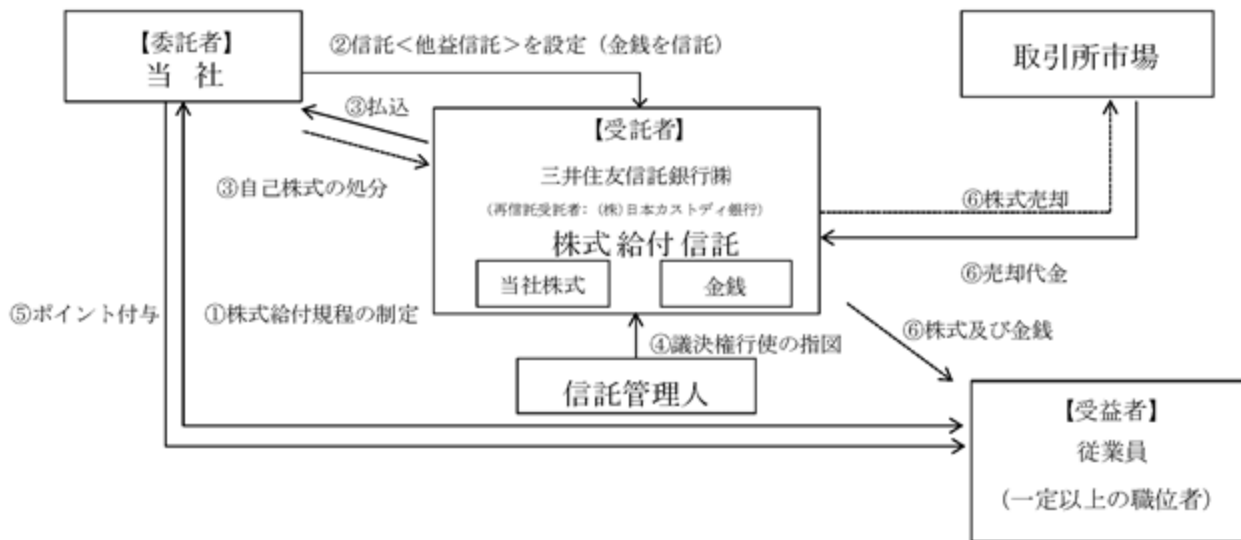 【委託者】
当 社
②信託<他益信託>を設定（金銭を信託）
取引所市場
③払込
【受託者】
三井住友信託銀行㈱
(再信託受託者：(株)日本カストディ銀行)
株式給付信託
③自己株式の処分
⑥株式売却
当社株式
金銭
⑥売却代金
⑤ポイント付与
①株式給付規程の制定
④議決権行使の指図
⑥株式及び金銭
信託管理人
【受益者】
従業員
（一定以上の職位者）